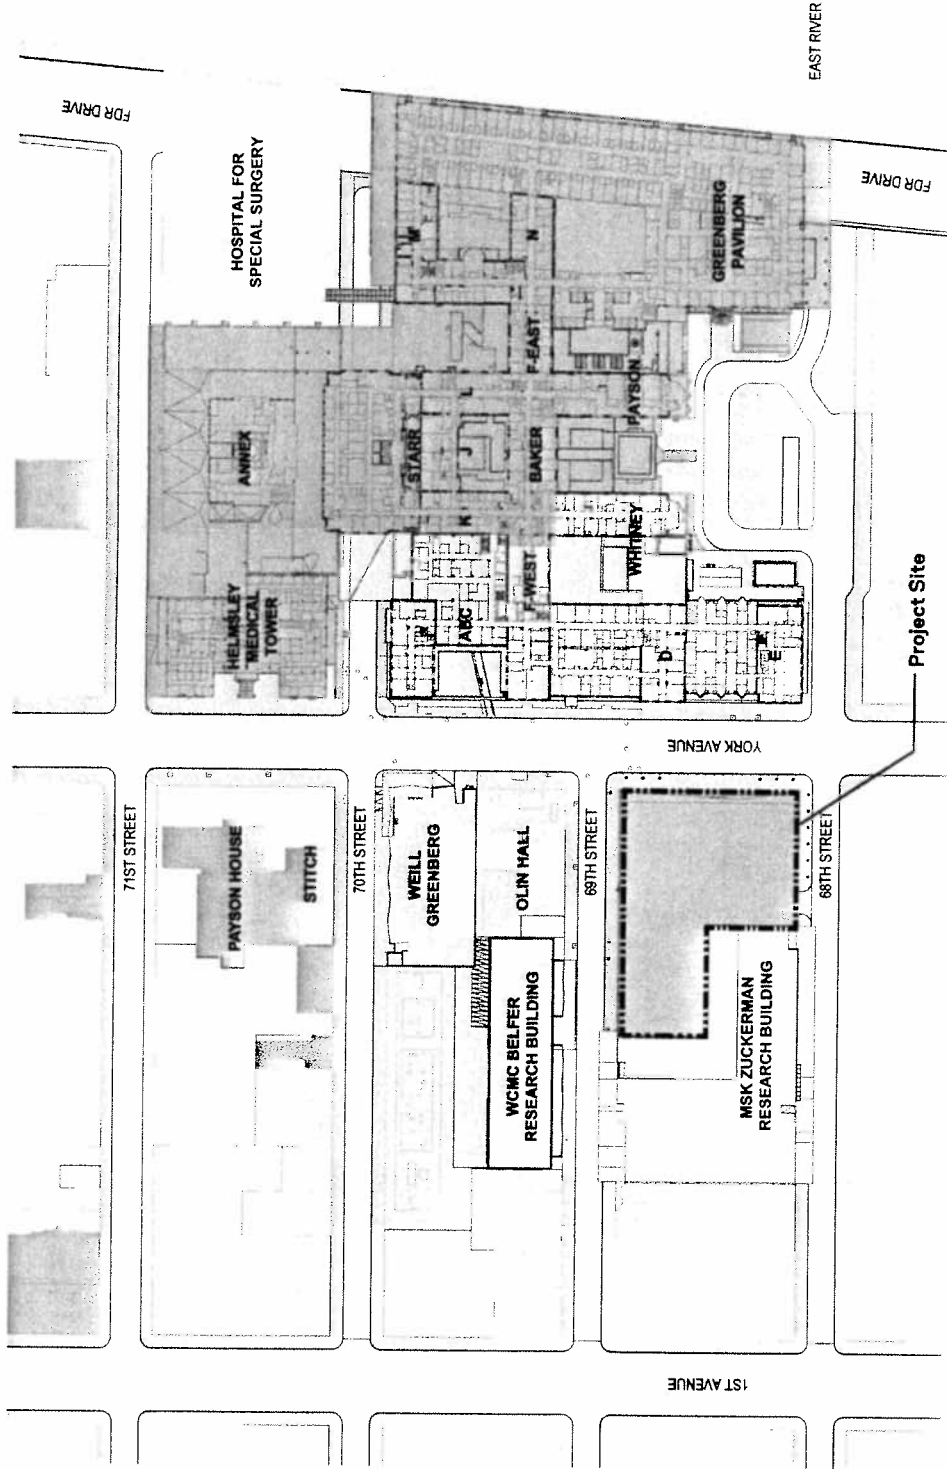 EAST RIVER
FDR DRIVE
HOSPITAL FOR
SPECIAL SURGERY
FDR DRIVE
M
N
GREENBERG
PAVILION
F-EAST
L
PAYSON
ANNEX
STARR
J
BAKER
K
WHITNEY
F-WEST
HELMSLEY
MEDICAL
TOWER
ABC
D
E
Project Site
YORK AVENUE
71ST STREET
70TH STREET
69TH STREET
68TH STREET
PAYSON HOUSE
STITCH
WEILL
GREENBERG
OLIN HALL
WCMC BELFER
RESEARCH BUILDING
MSK ZUCKERMAN
RESEARCH BUILDING
1ST AVENUE